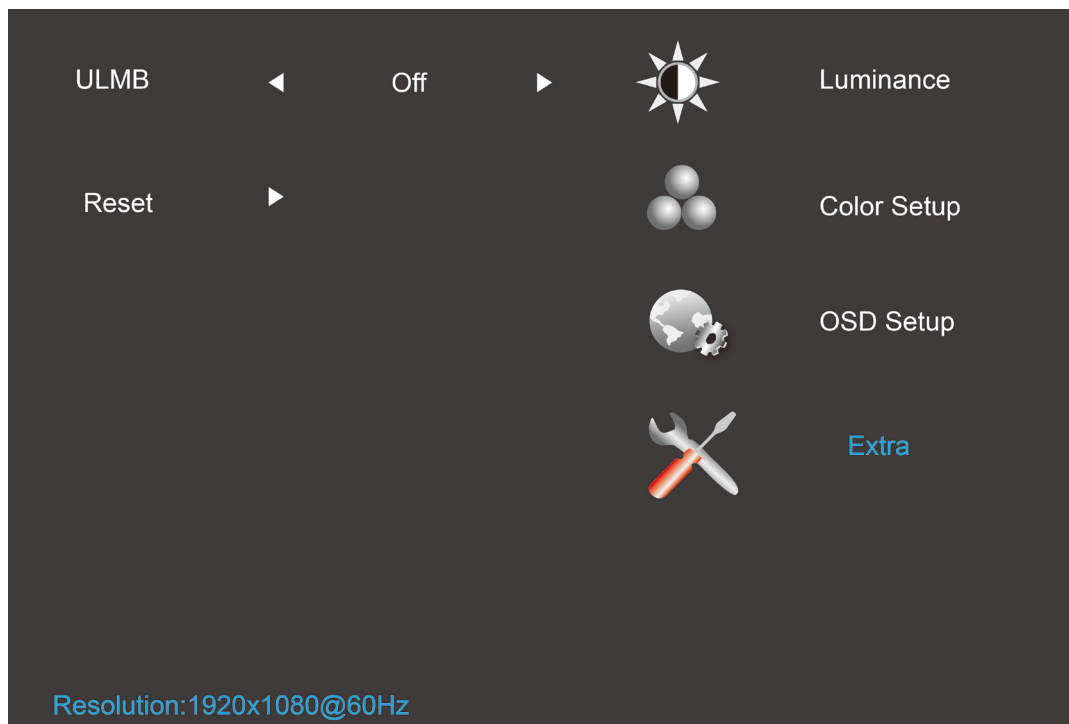 ULMB Off Luminance
Reset Color Setup
OSD Setup
Extra
Resolution:1920x1080@60Hz